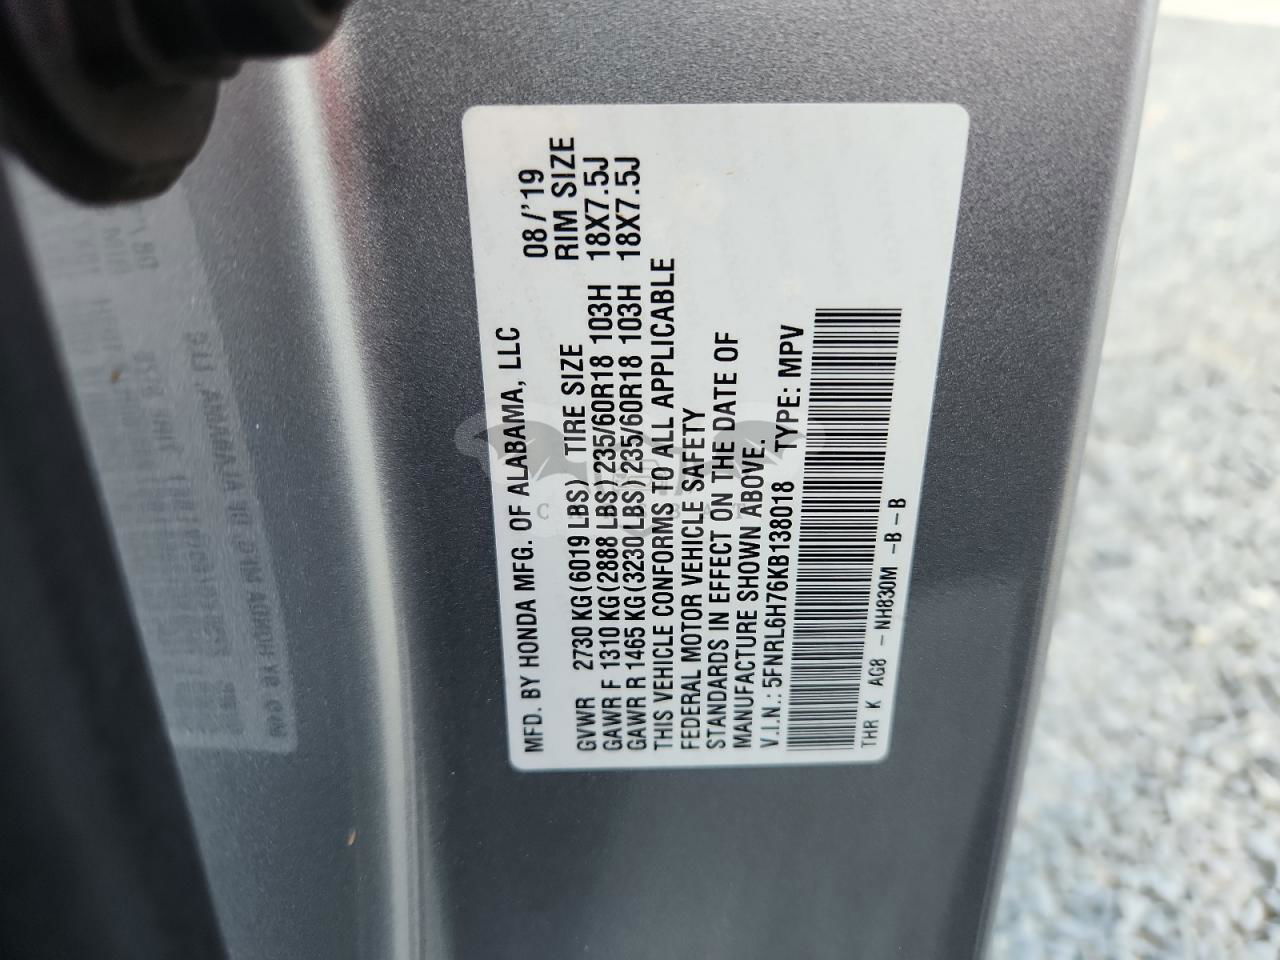 MFD. BY HONDA MFG. OF ALABAMA, LLC 08/'19
GVWR 2730 KG(6019 LBS) TIRE SIZE RIM SIZE
GAWR F 1310 KG(2888 LBS)235/60R18 103H 18X7.5J
GAWR R 1465 KG(3230 LBS)235/60R18 103H 18X7.5J
THIS VEHICLE CONFORMS TO ALL APPLICABLE
FEDERAL MOTOR VEHICLE SAFETY
STANDARDS IN EFFECT ON THE DATE OF
MANUFACTURE SHOWN ABOVE.
V.I.N.: 5FNRL6H76KB138018 TYPE: MPV
THR K AG8 - NH830M -B-B